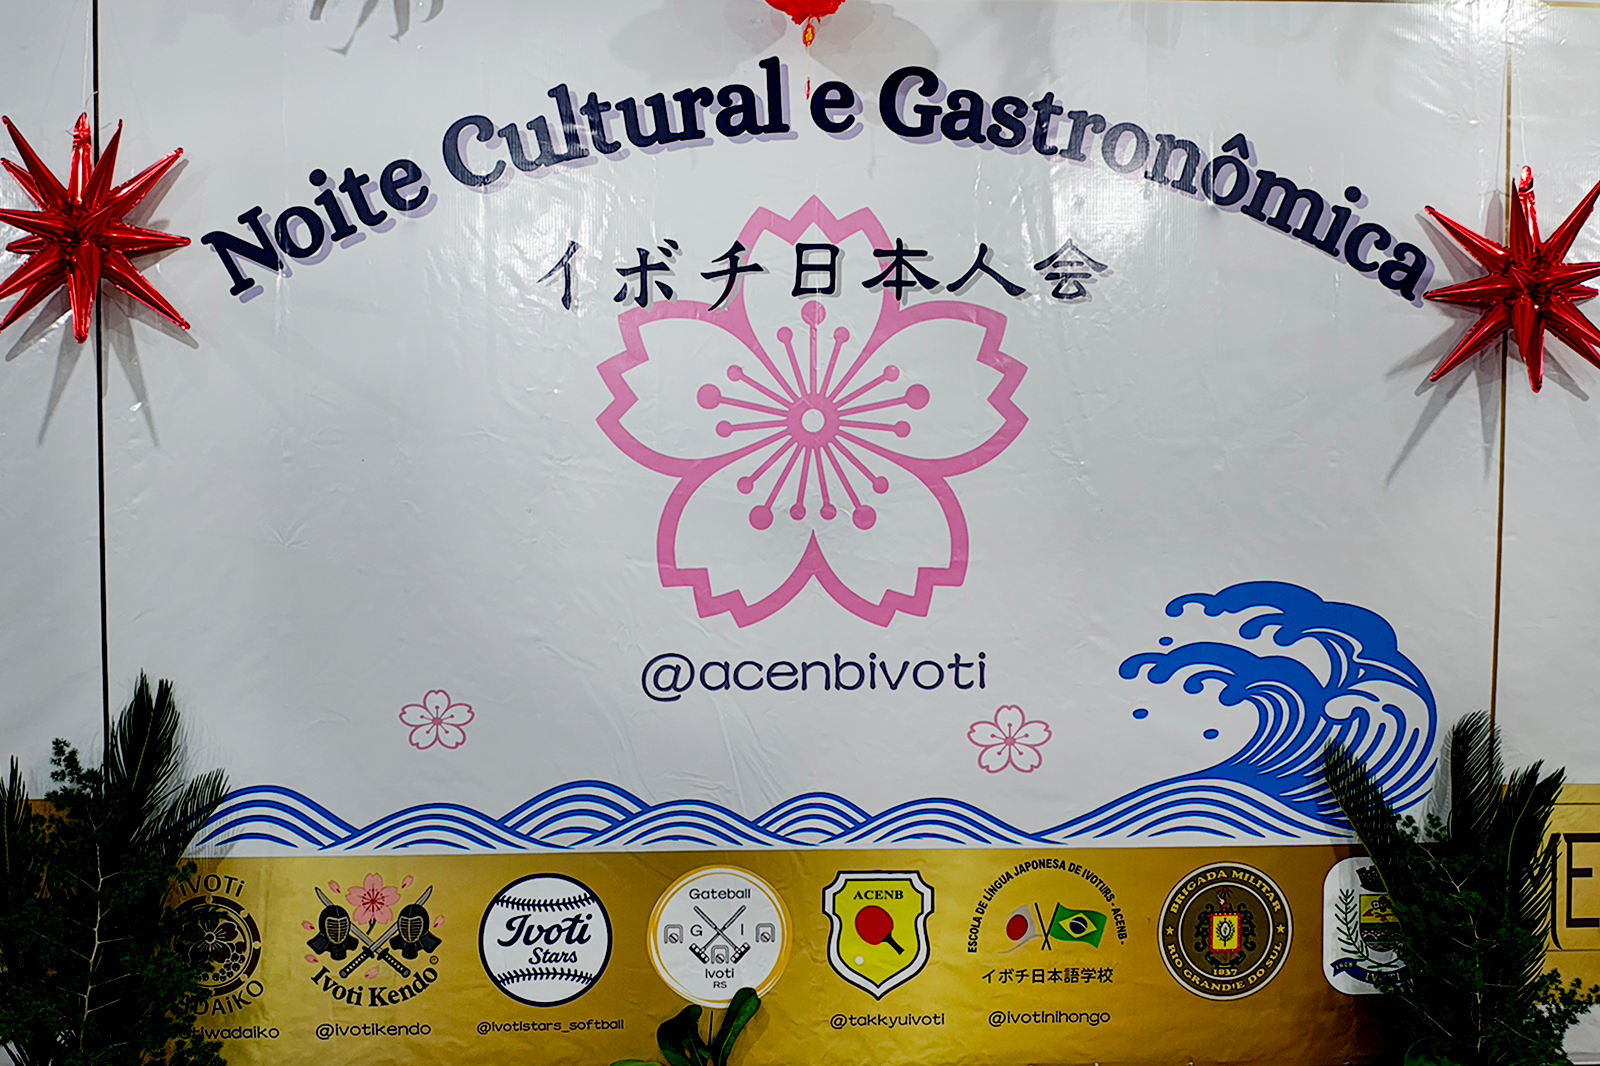 Noite Cultural e Gastronômica
イボチ日本人会
@acenbivoti
IVOTI
Ivoti Kendo
@ivotikendo
Ivoti
Stars
@ivotistars_softball
Gateball
G I
Ivoti
RS
ACENB
@takkyuivoti
ESCOLA DE LÍNGUA JAPONESA DE IVOTI/RS - ACENB -
イボチ日本語学校
@ivotinihongo
BRIGADA MILITAR
1837
RIO GRANDE DO SUL